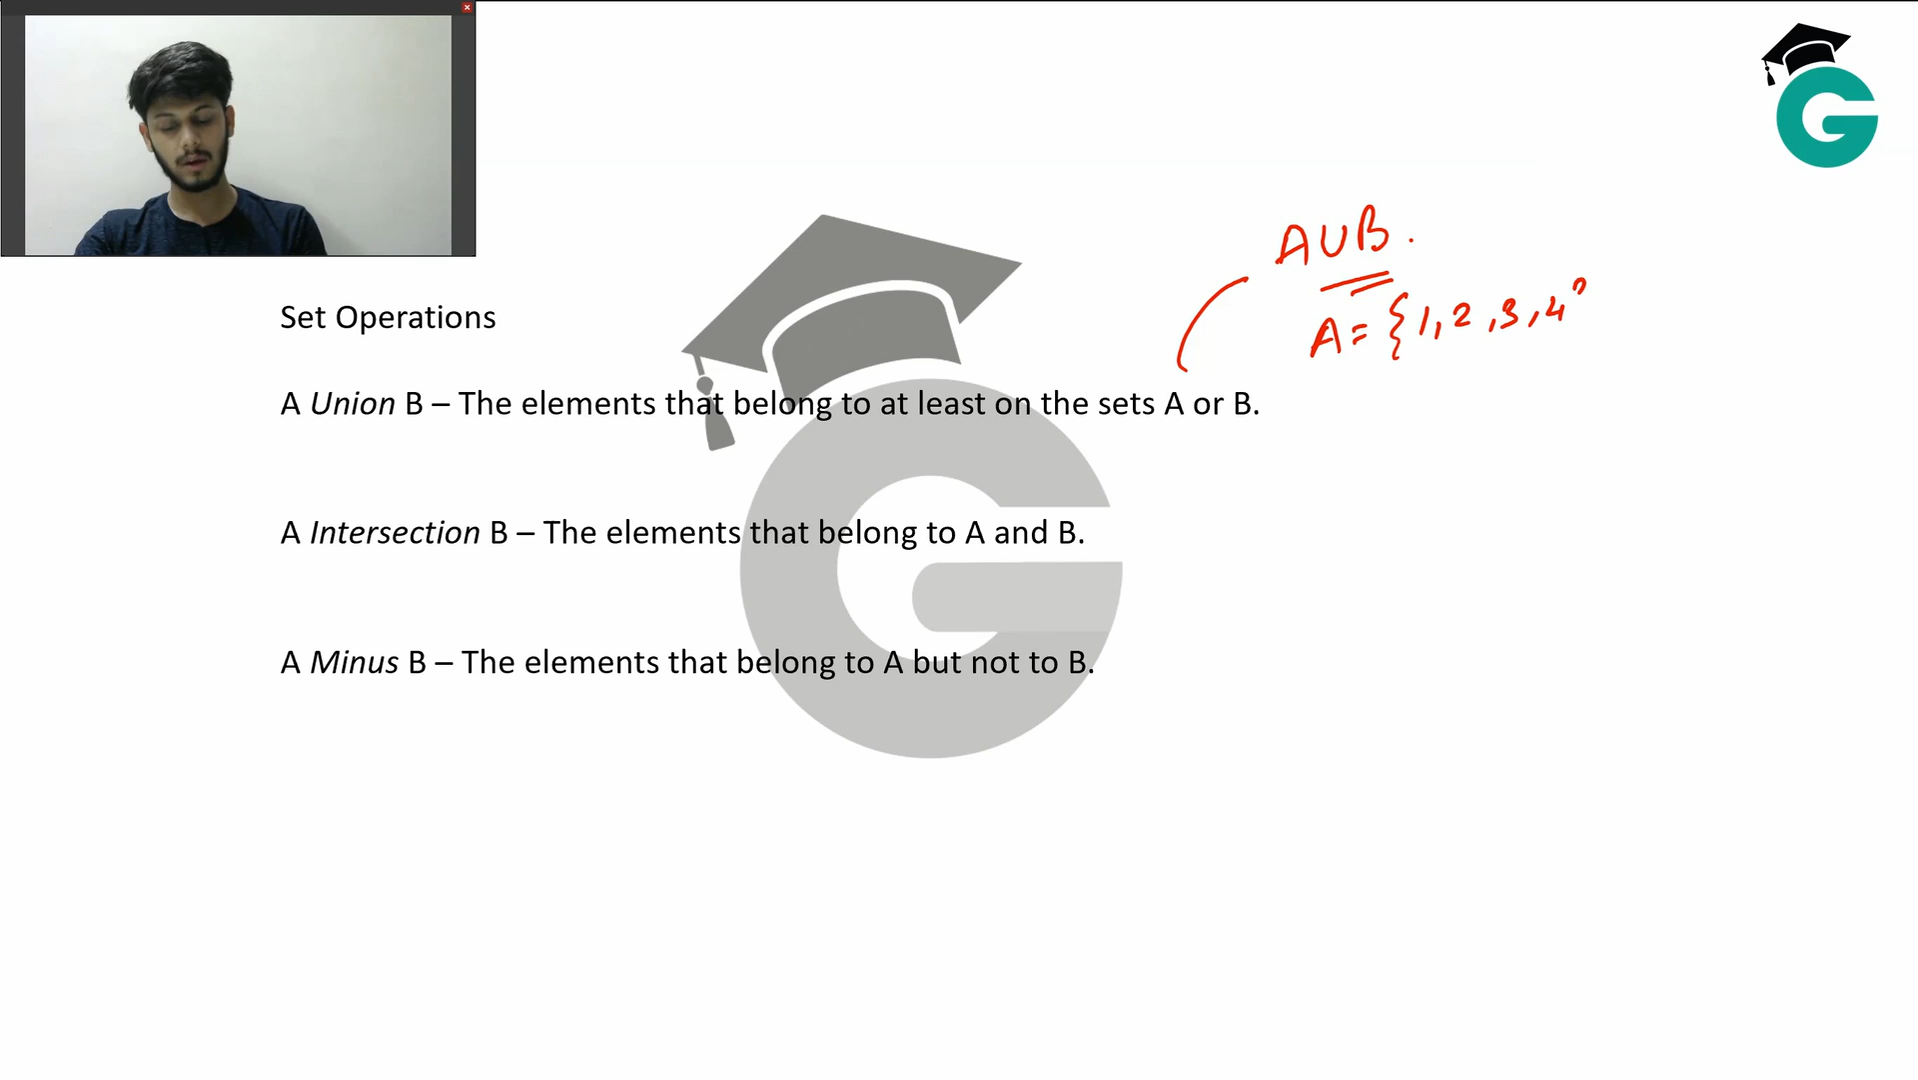 A∪B.
A={1,2,3,4
Set Operations
A Union B – The elements that belong to at least on the sets A or B.
A Intersection B – The elements that belong to A and B.
A Minus B – The elements that belong to A but not to B.